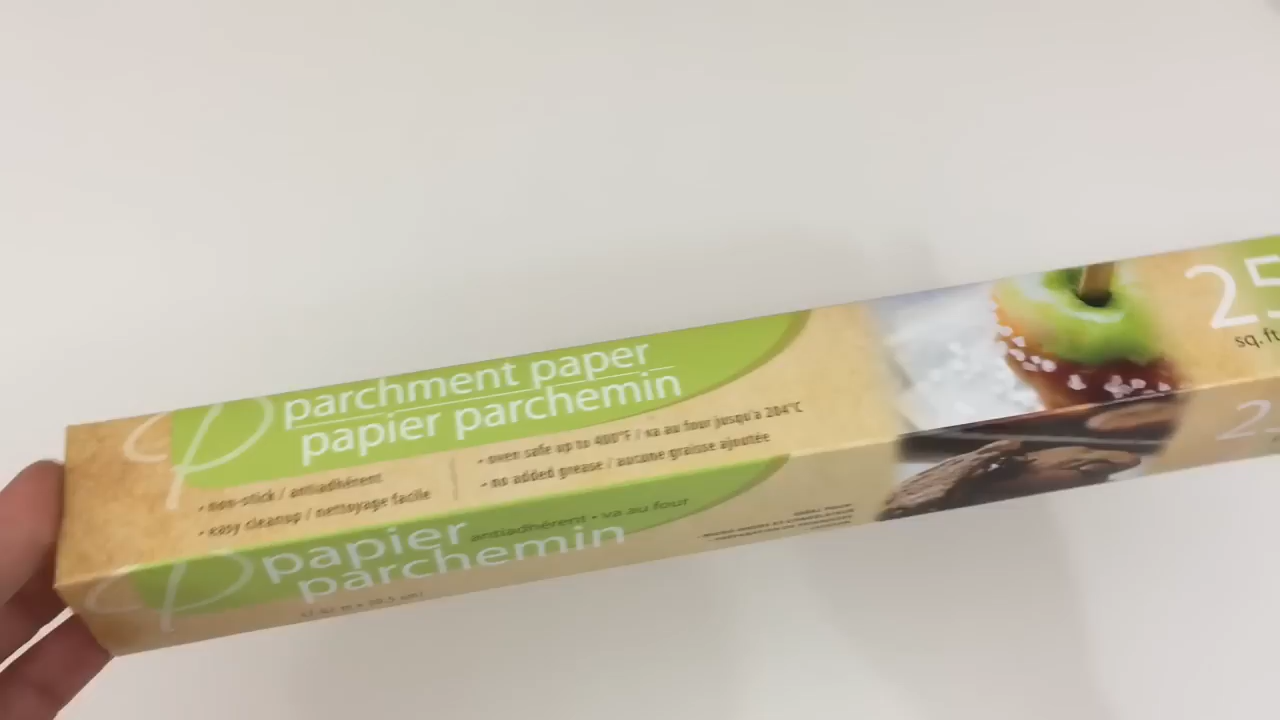 parchment paper
papier parchemin
• non-stick / antiadhérent
• easy cleanup / nettoyage facile
• oven safe up to 400°F / va au four jusqu'à 204°C
• no added grease / aucune graisse ajoutée
25
sq. ft
papier antiadhérent • va au four
parchemin
2